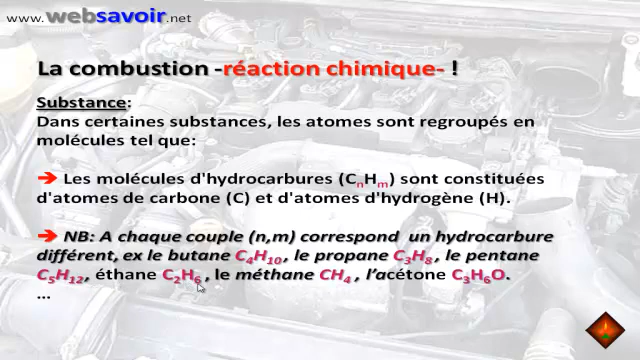 www.websavoir.net
La combustion -réaction chimique- !
Substance:
Dans certaines substances, les atomes sont regroupés en
molécules tel que:
➔ Les molécules d'hydrocarbures (CnHm) sont constituées
d'atomes de carbone (C) et d'atomes d'hydrogène (H).
➔ NB: A chaque couple (n,m) correspond un hydrocarbure
différent, ex le butane C4H10, le propane C3H8, le pentane
C5H12, éthane C2H6 , le méthane CH4 , l'acétone C3H6O.
...